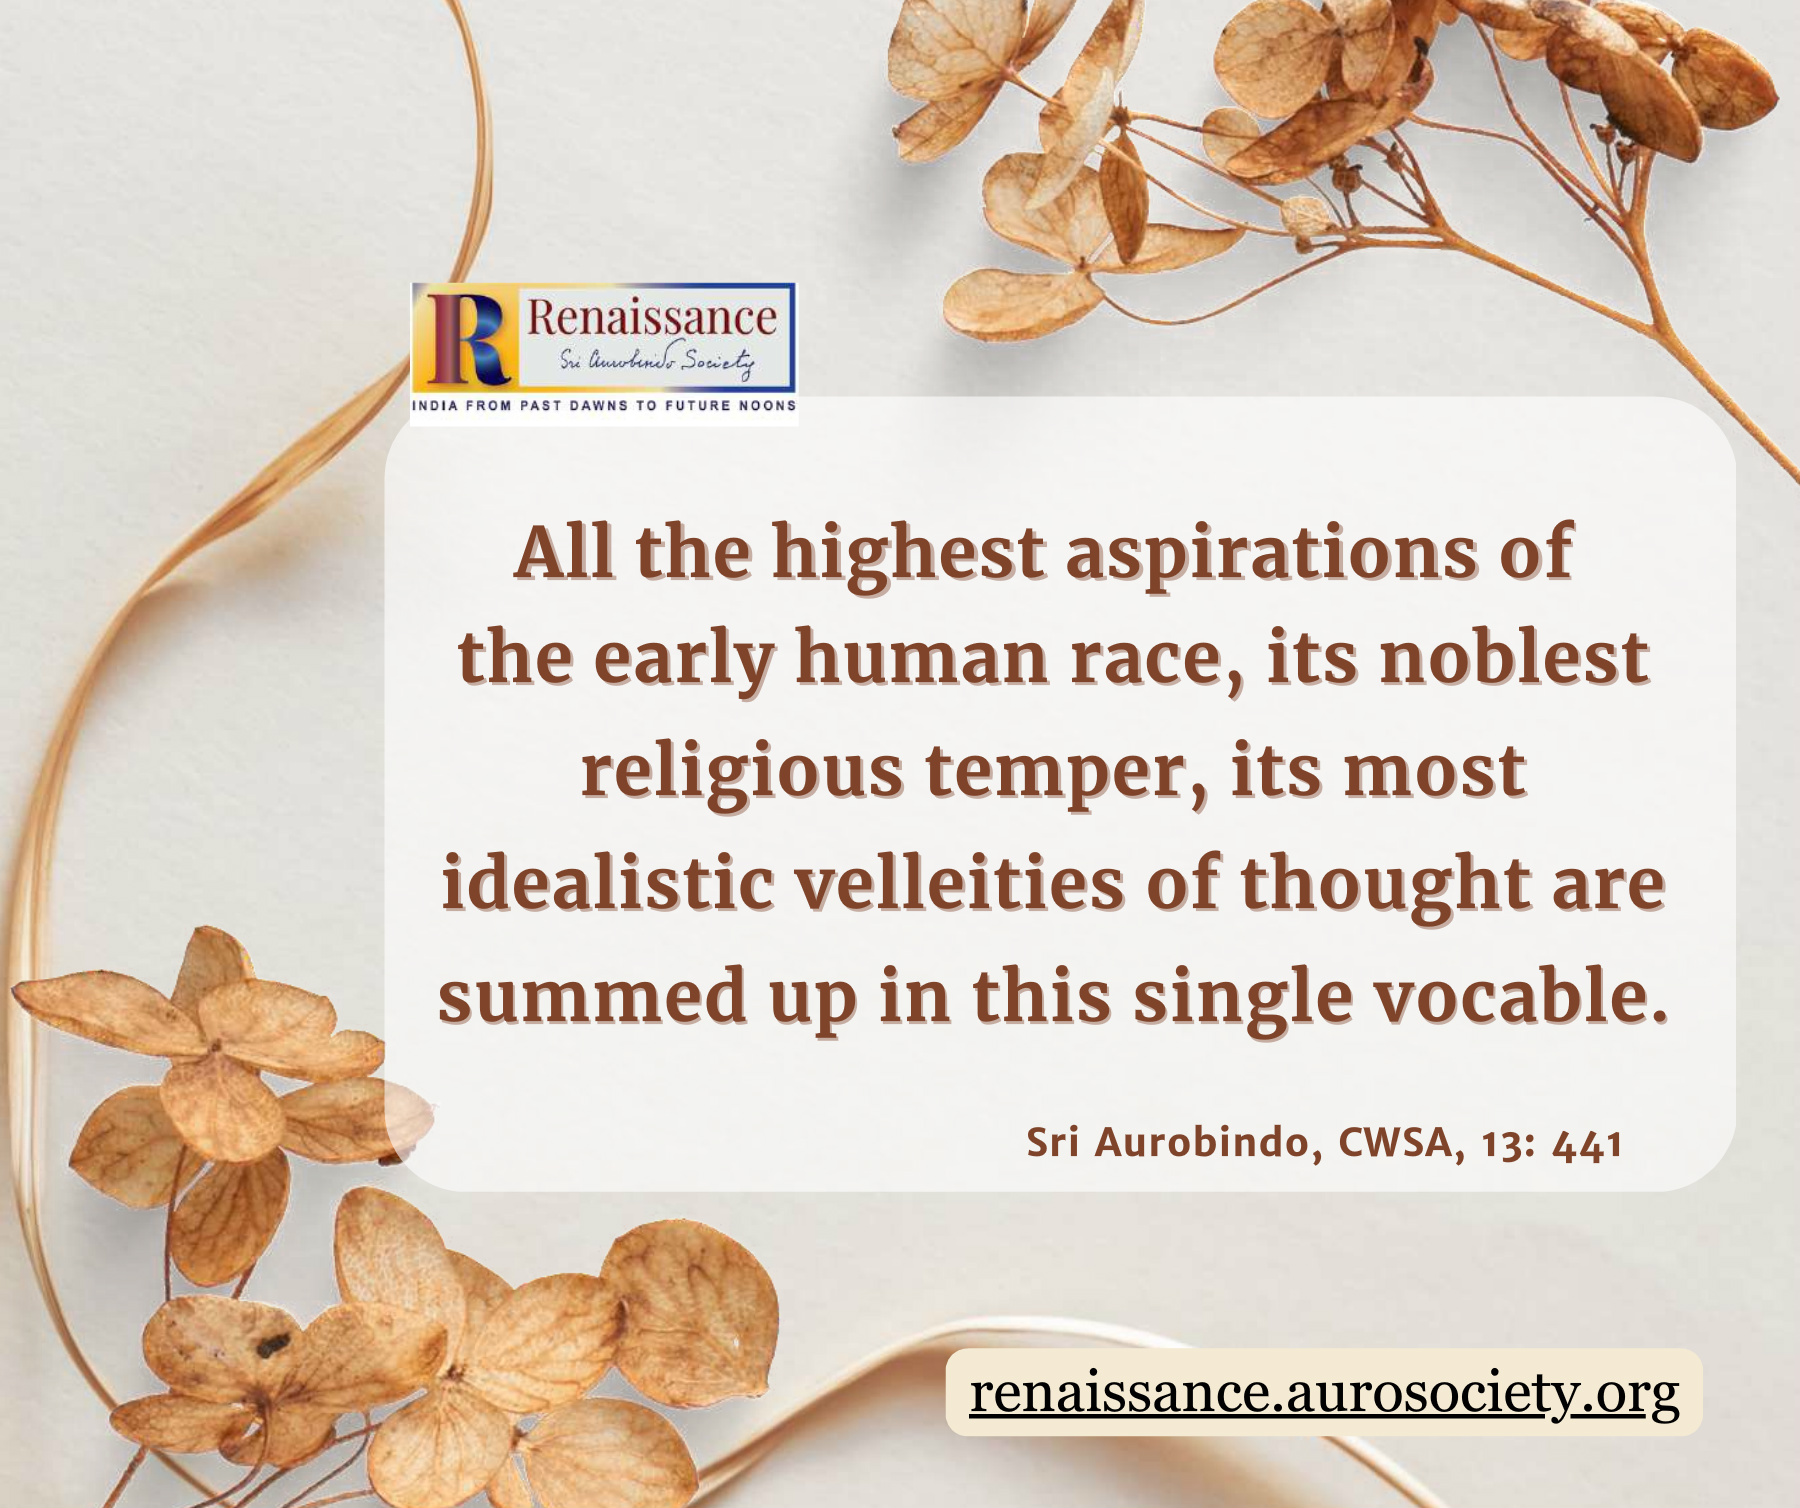 R Renaissance
Sri Aurobindo Society
INDIA FROM PAST DAWNS TO FUTURE NOONS
All the highest aspirations of
the early human race, its noblest
religious temper, its most
idealistic velleities of thought are
summed up in this single vocable.
Sri Aurobindo, CWSA, 13: 441
renaissance.aurosociety.org